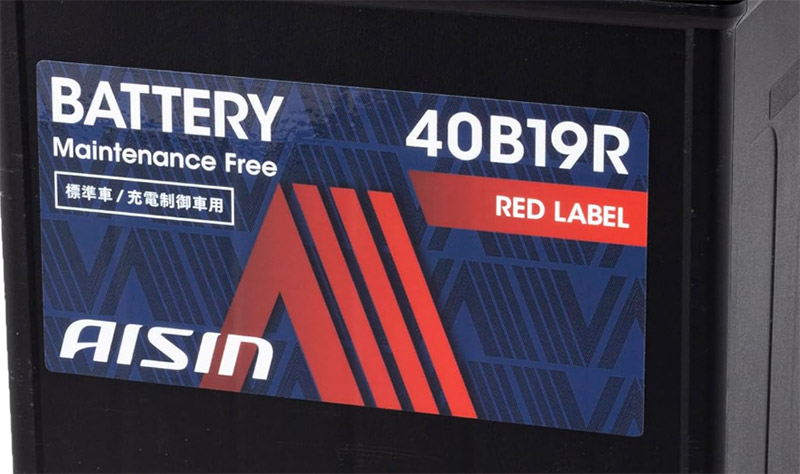 BATTERY
Maintenance Free
標準車/充電制御車用
40B19R
RED LABEL
AISIN